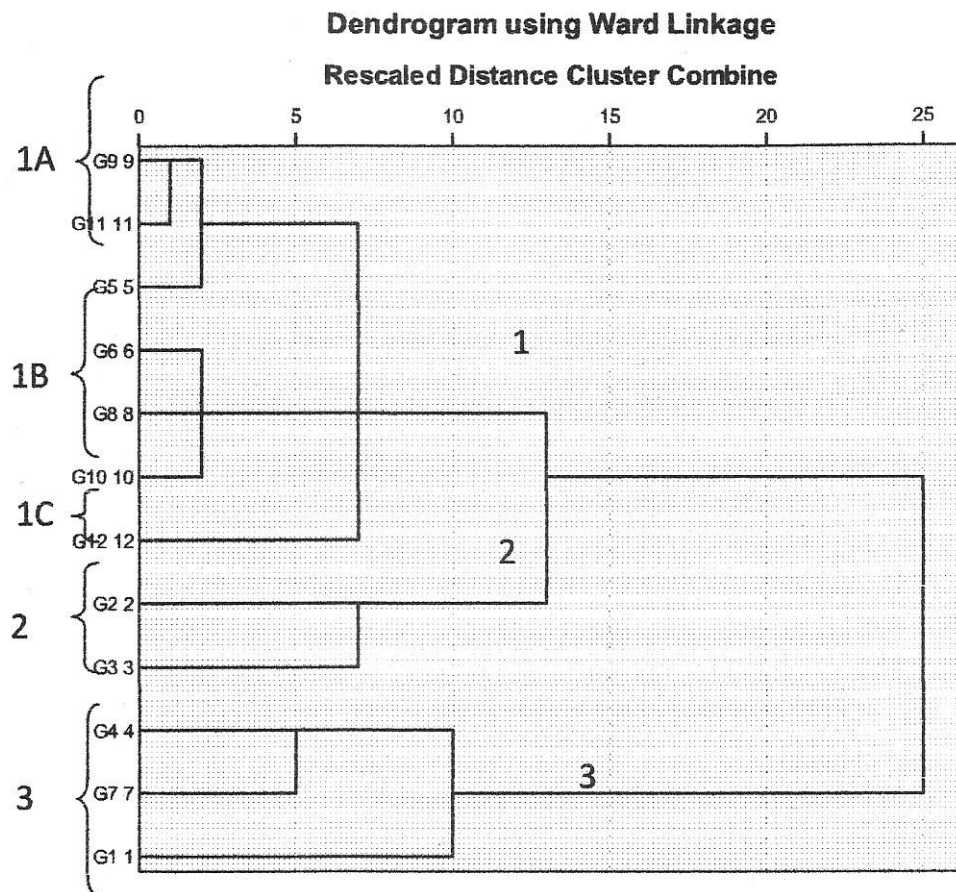 Dendrogram using Ward Linkage
Rescaled Distance Cluster Combine
0 5 10 15 20 25
1A
G9 9
G11 11
G5 5
1B
G6 6
1
G8 8
G10 10
1C
G12 12
2
G2 2
2
G3 3
G4 4
3
3
G7 7
G1 1